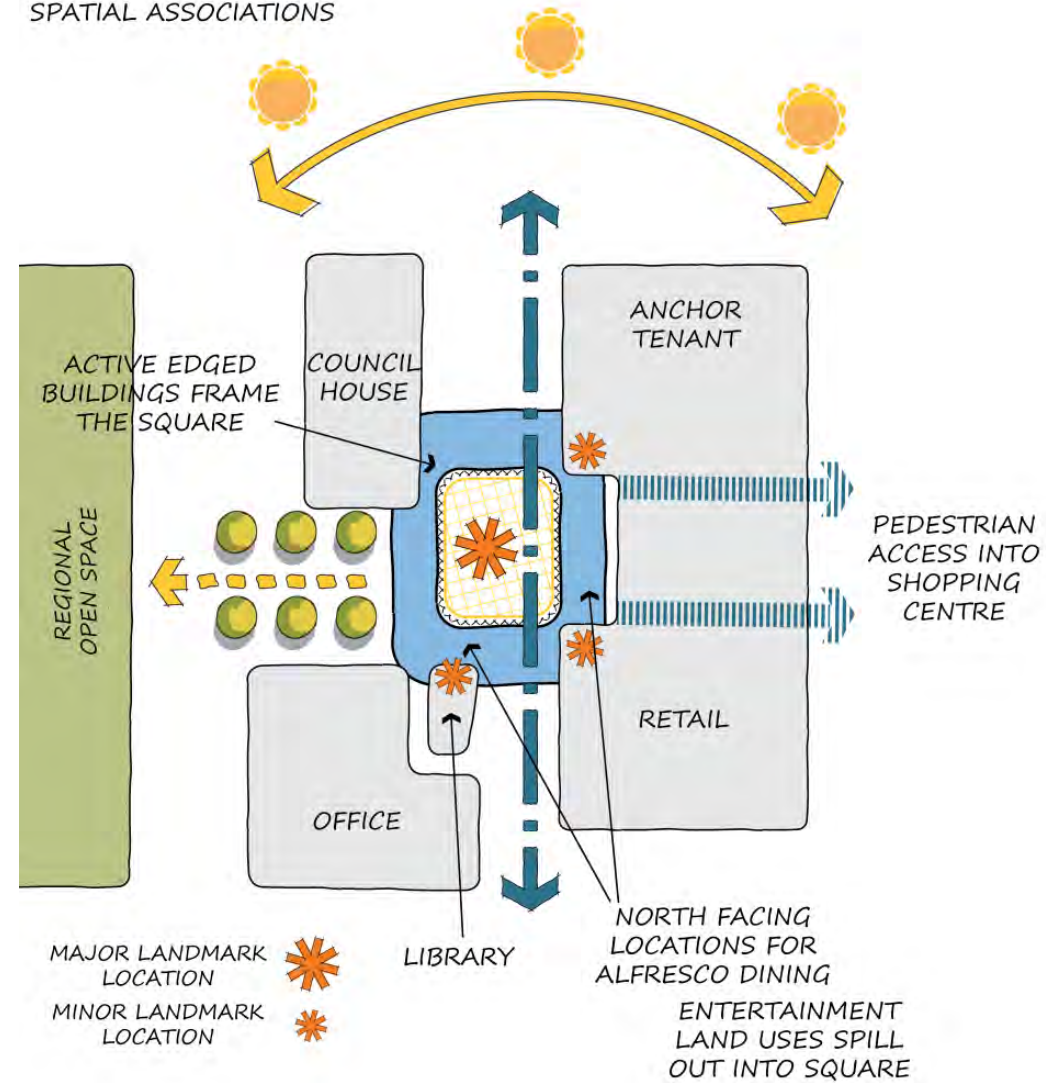 SPATIAL ASSOCIATIONS
ANCHOR
TENANT
ACTIVE EDGED
BUILDINGS FRAME
THE SQUARE
COUNCIL
HOUSE
REGIONAL
OPEN SPACE
PEDESTRIAN
ACCESS INTO
SHOPPING
CENTRE
RETAIL
OFFICE
LIBRARY
NORTH FACING
LOCATIONS FOR
ALFRESCO DINING
MAJOR LANDMARK
LOCATION
MINOR LANDMARK
LOCATION
ENTERTAINMENT
LAND USES SPILL
OUT INTO SQUARE